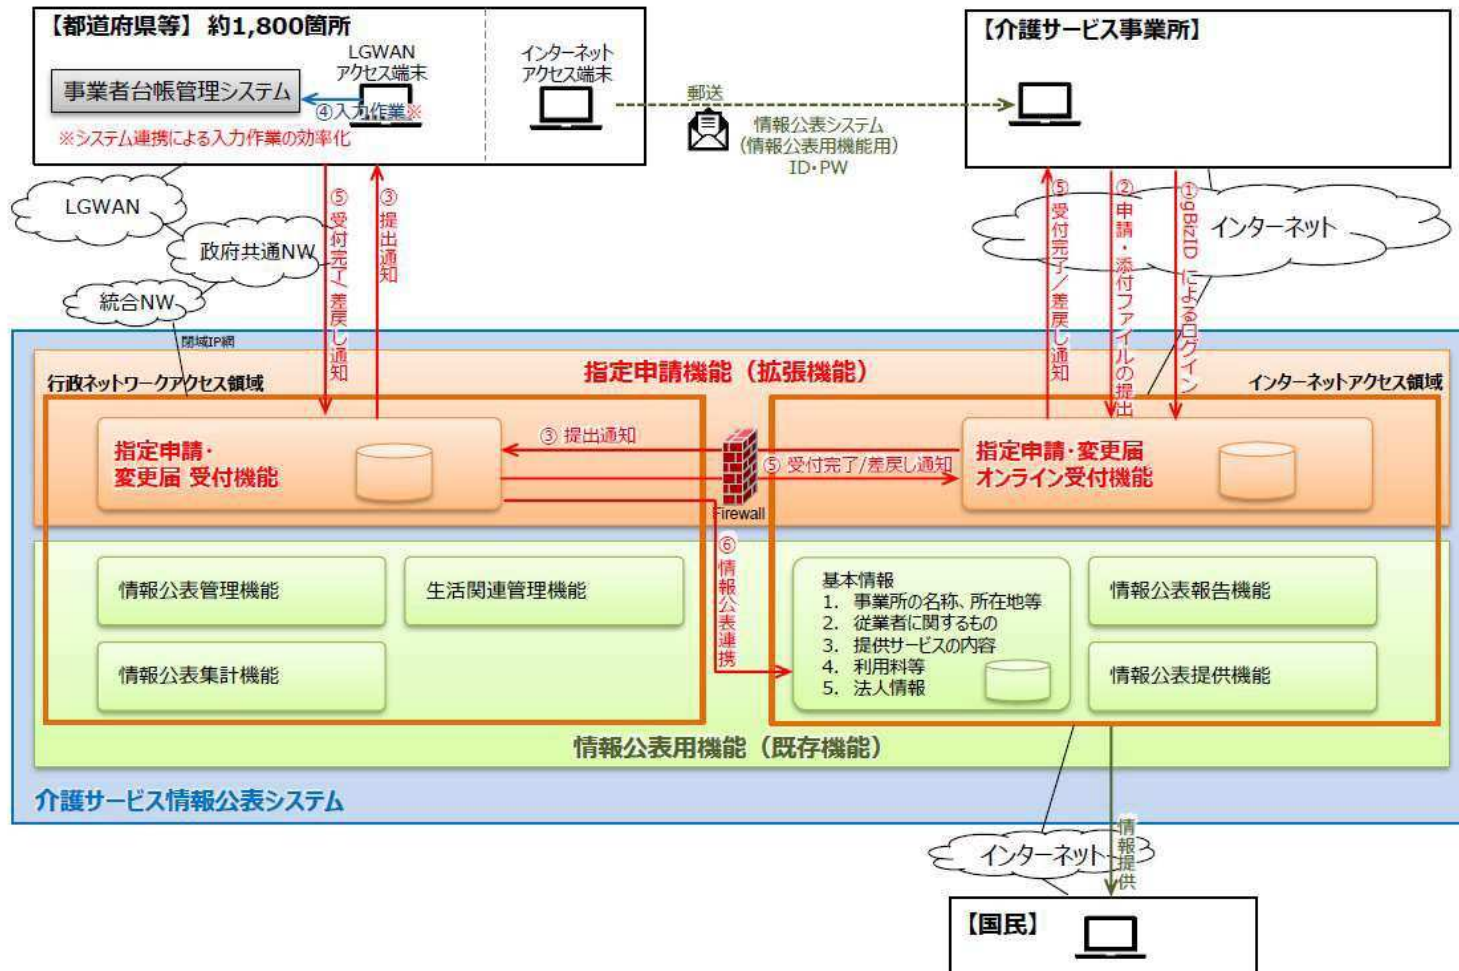 【都道府県等】約1,800箇所
LGWAN
アクセス端末
インターネット
アクセス端末
事業者台帳管理システム
④入力作業※
※システム連携による入力作業の効率化
郵送
情報公表システム
(情報公表用機能用)
ID・PW
【介護サービス事業所】
LGWAN
政府共通NW
統合NW
⑤受付完了/差戻し通知
③提出通知
⑤受付完了/差戻し通知
②申請・添付ファイルの提出
①gBizIDによるログイン
インターネット
閉域IP網
行政ネットワークアクセス領域
指定申請機能(拡張機能)
インターネットアクセス領域
指定申請・
変更届 受付機能
③ 提出通知
⑤ 受付完了/差戻し通知
Firewall
指定申請・変更届
オンライン受付機能
⑥情報公表連携
情報公表管理機能
生活関連管理機能
情報公表集計機能
基本情報
1. 事業所の名称、所在地等
2. 従業者に関するもの
3. 提供サービスの内容
4. 利用料等
5. 法人情報
情報公表報告機能
情報公表提供機能
情報公表用機能(既存機能)
介護サービス情報公表システム
インターネット
情報提供
【国民】